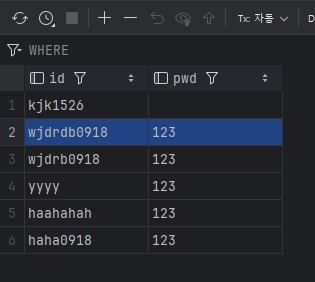 Tx: 자동 D
WHERE
id pwd
1 kjk1526
2 wjdrdb0918 123
3 wjdrb0918 123
4 yyyy 123
5 haahahah 123
6 haha0918 123